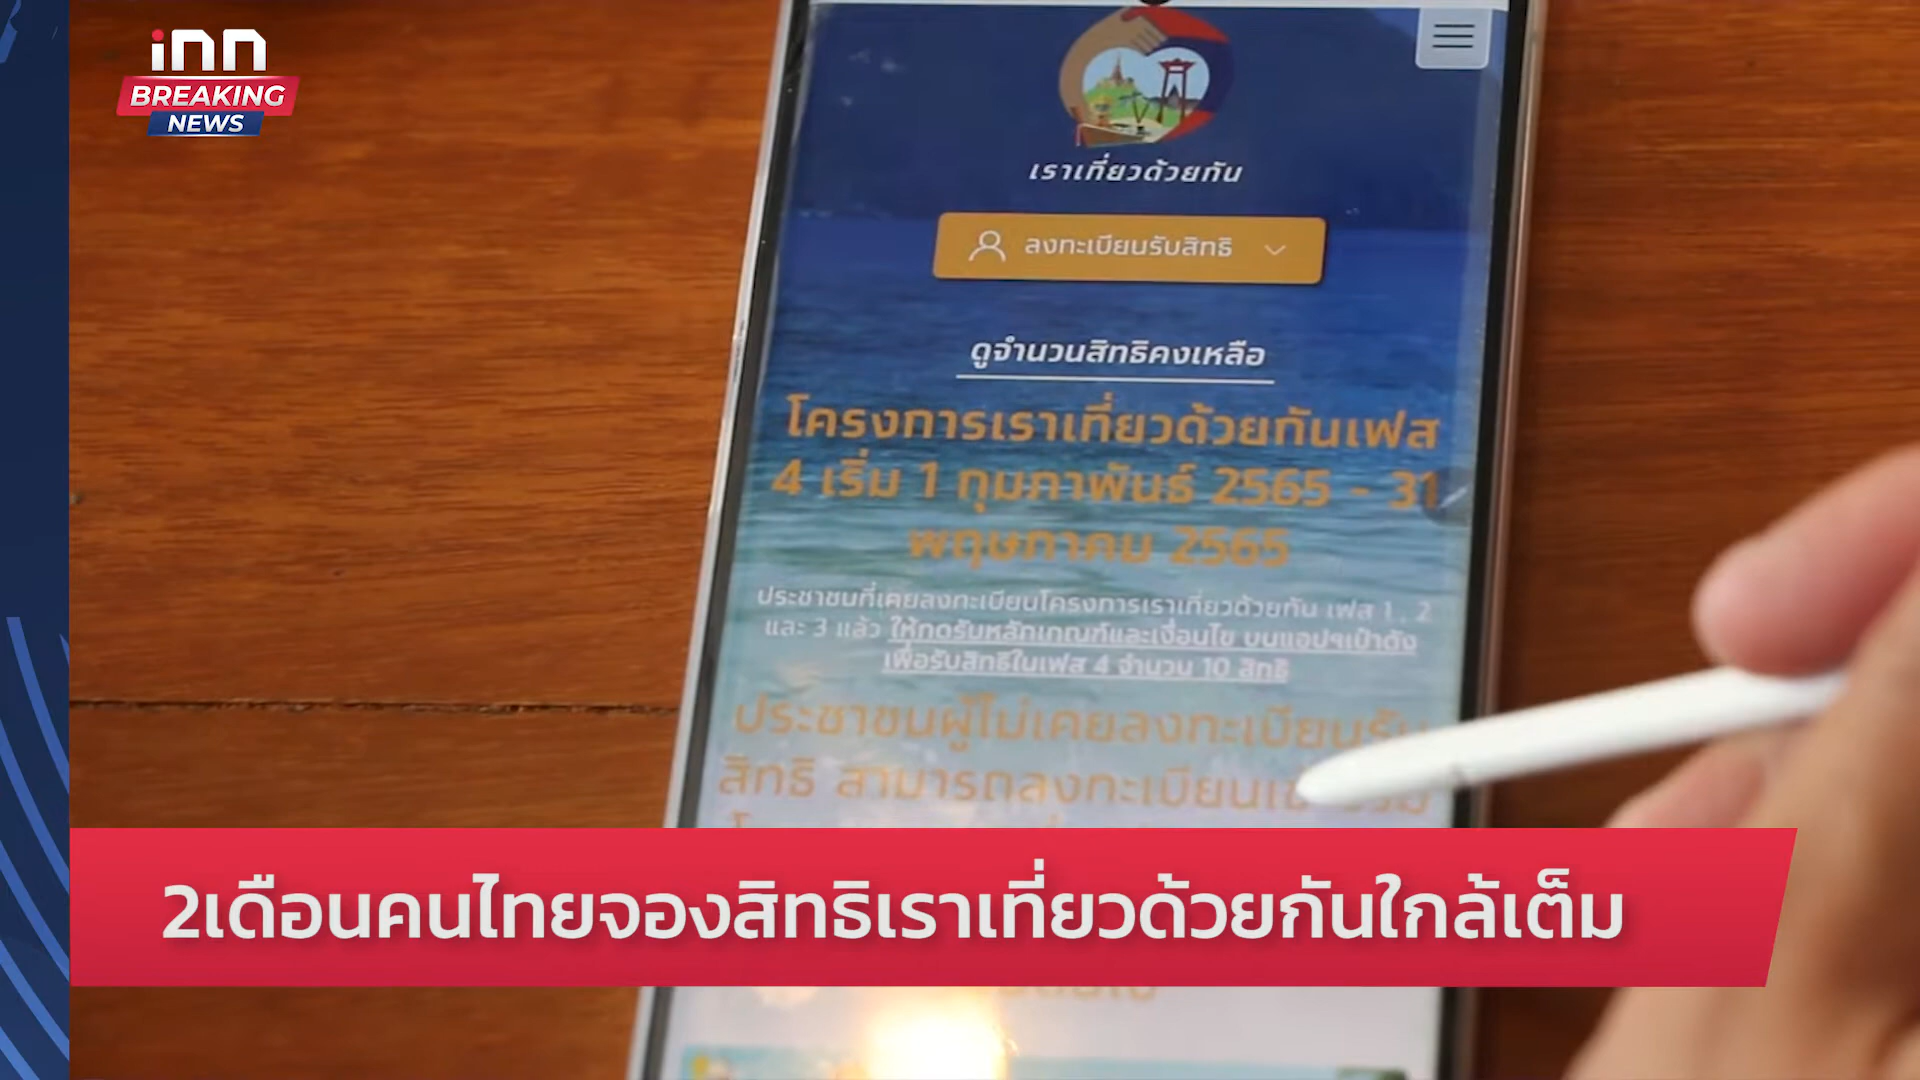 inn
BREAKING
NEWS
เราเที่ยวด้วยกัน
ลงทะเบียนรับสิทธิ
ดูจำนวนสิทธิคงเหลือ
โครงการเราเที่ยวด้วยกันเฟส
4 เริ่ม 1 กุมภาพันธ์ 2565 - 31
พฤษภาคม 2565
ประชาชนที่เคยลงทะเบียนโครงการเราเที่ยวด้วยกัน เฟส 1 , 2
และ 3 แล้ว ให้กดรับหลักเกณฑ์และเงื่อนไข บนแอปฯเป๋าตัง
เพื่อรับสิทธิในเฟส 4 จำนวน 10 สิทธิ
ประชาชนผู้ไม่เคยลงทะเบียนรับ
สิทธิ สามารถลงทะเบียน
2เดือนคนไทยจองสิทธิเราเที่ยวด้วยกันใกล้เต็ม